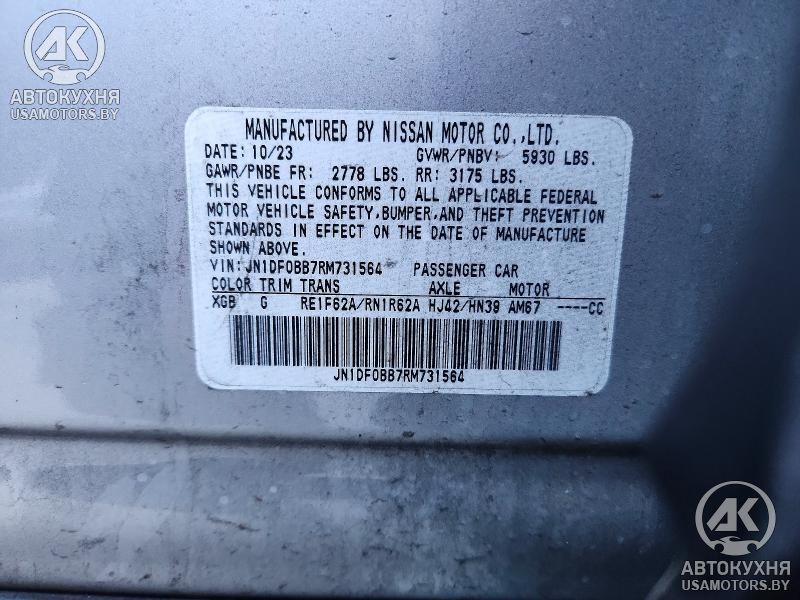 АК
АВТОКУХНЯ
USAMOTORS.BY
MANUFACTURED BY NISSAN MOTOR CO.,LTD.
DATE: 10/23 GVWR/PNBV: 5930 LBS.
GAWR/PNBE FR: 2778 LBS. RR: 3175 LBS.
THIS VEHICLE CONFORMS TO ALL APPLICABLE FEDERAL
MOTOR VEHICLE SAFETY,BUMPER,AND THEFT PREVENTION
STANDARDS IN EFFECT ON THE DATE OF MANUFACTURE
SHOWN ABOVE.
VIN:JN1DF0BB7RM731564 PASSENGER CAR
COLOR TRIM TRANS AXLE MOTOR
XGB G RE1F62A/RN1R62A HJ42/HN39 AM67 ----CC
JN1DF0BB7RM731564
АК
АВТОКУХНЯ
USAMOTORS.BY